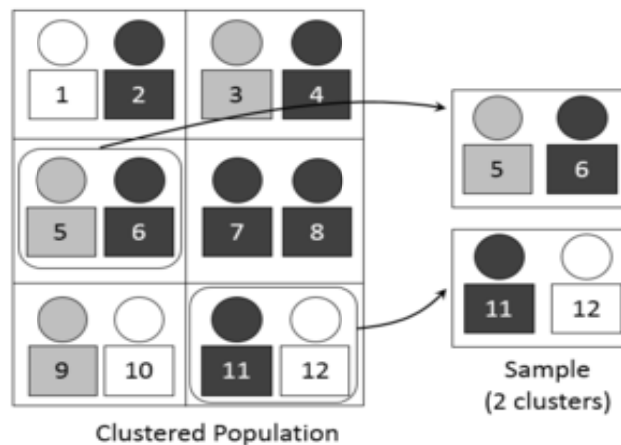 1 2 3 4
5 6 7 8
9 10 11 12
Clustered Population
5 6
11 12
Sample
(2 clusters)